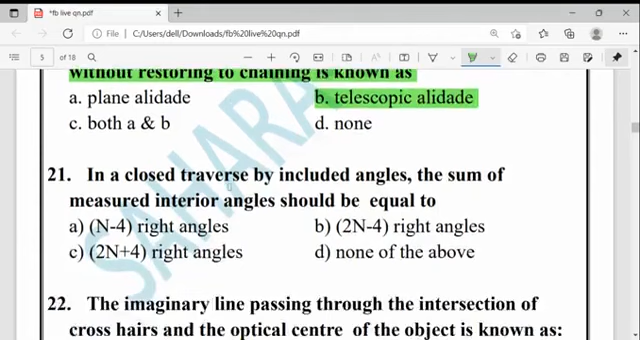 *fb live qn.pdf
File | C:/Users/dell/Downloads/fb%20live%20qn.pdf
5 of 18
without restoring to chaining is known as
a. plane alidade b. telescopic alidade
c. both a & b d. none
21. In a closed traverse by included angles, the sum of
measured interior angles should be equal to
a) (N-4) right angles b) (2N-4) right angles
c) (2N+4) right angles d) none of the above
22. The imaginary line passing through the intersection of
cross hairs and the optical centre of the object is known as:
SAHARA